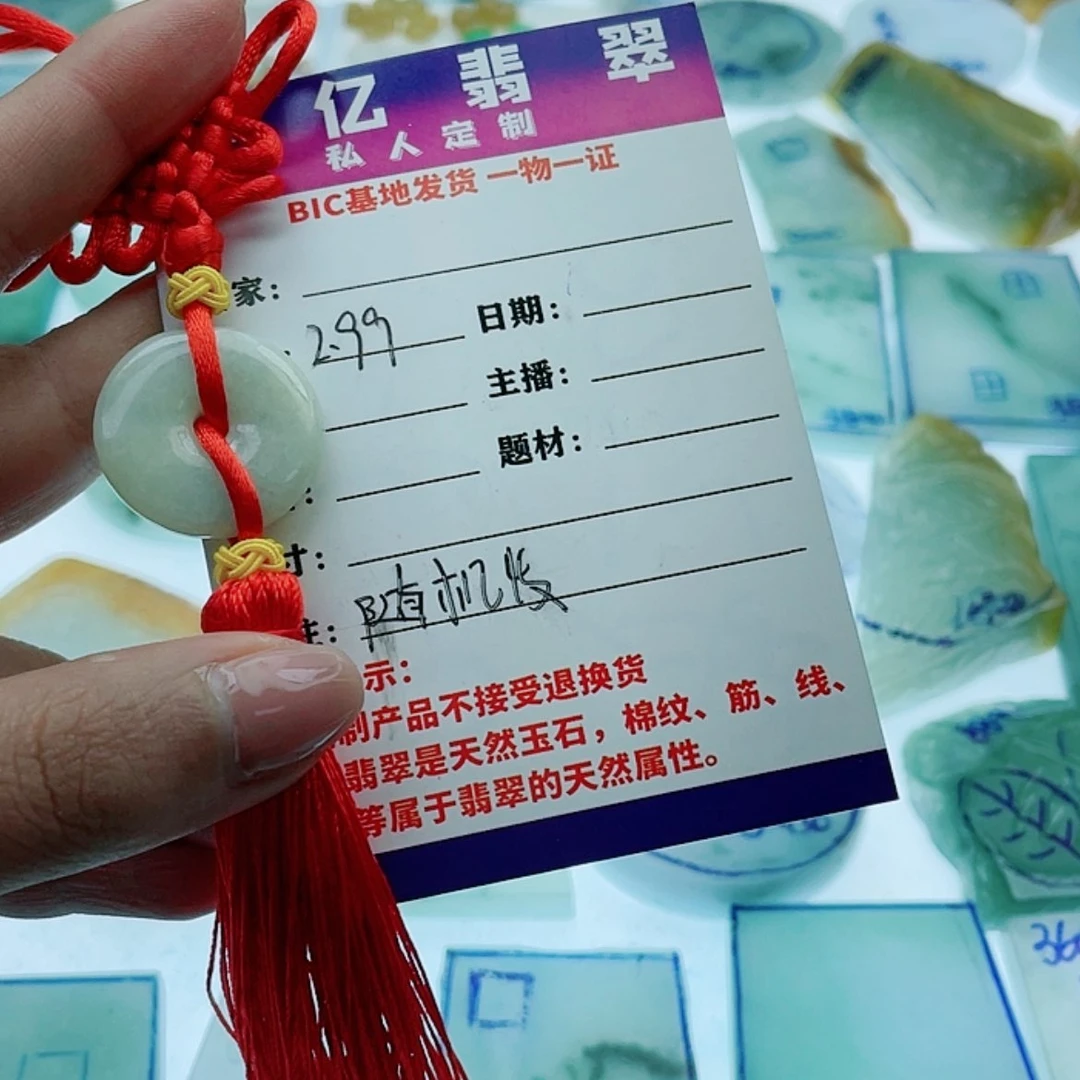 亿 翡 翠
私人定制
BIC基地发货 一物一证
家：
2.99 日期：
主播：
题材：
寸：
注： 随机发
示：
制产品不接受退换货
翡翠是天然玉石，棉纹、筋、线、
等属于翡翠的天然属性。